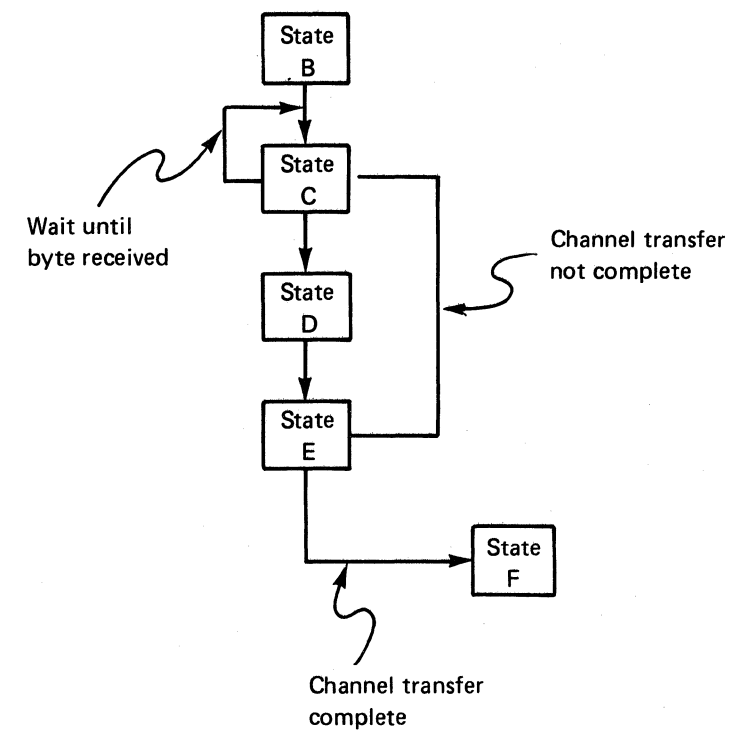 State
B
State
C
Wait until
byte received
Channel transfer
not complete
State
D
State
E
State
F
Channel transfer
complete